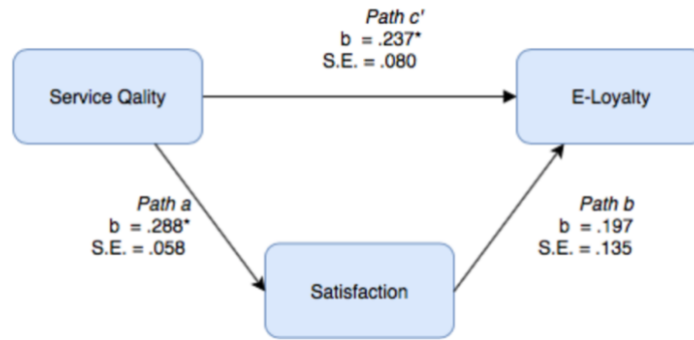 Path c'
b = .237*
S.E. = .080
Service Qality
E-Loyalty
Path a
b = .288*
S.E. = .058
Path b
b = .197
S.E. = .135
Satisfaction